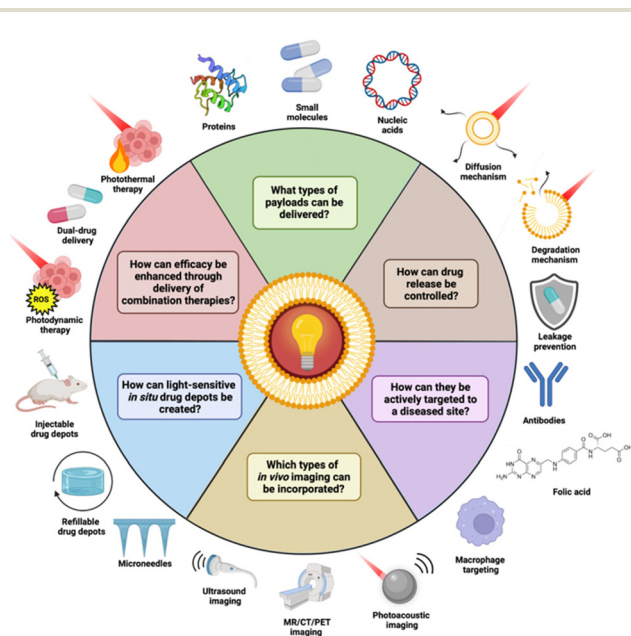 Proteins
Small
molecules
Nucleic
acids
Diffusion
mechanism
Degradation
mechanism
Leakage
prevention
Antibodies
Folic acid
Macrophage
targeting
Photoacoustic
imaging
MR/CT/PET
imaging
Ultrasound
imaging
Microneedles
Refillable
drug depots
Injectable
drug depots
ROS
Photodynamic
therapy
Dual-drug
delivery
Photothermal
therapy
What types of
payloads can be
delivered?
How can drug
release be
controlled?
How can they be
actively targeted to
a diseased site?
Which types of
in vivo imaging can
be incorporated?
How can light-sensitive
in situ drug depots be
created?
How can efficacy be
enhanced through
delivery of
combination therapies?
O
OH
O
OH
O
N
H
O
HN
N
N
N
H
H₂N
N